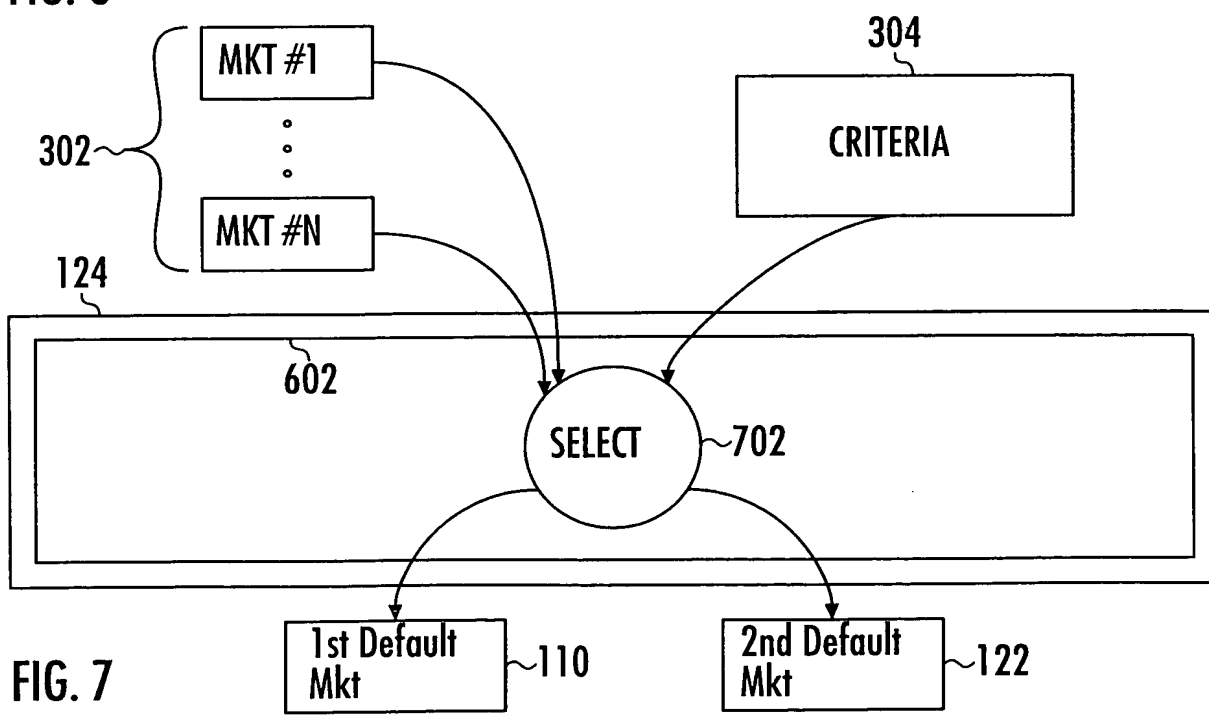 MKT #1
304
302
CRITERIA
MKT #N
124
602
SELECT
702
1st Default
Mkt
110
2nd Default
Mkt
122
FIG. 7